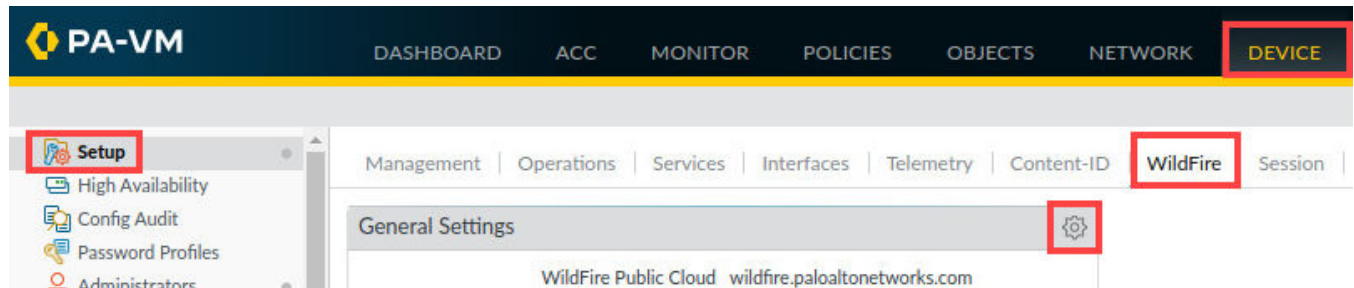 PA-VM
DASHBOARD ACC MONITOR POLICIES OBJECTS NETWORK DEVICE
Setup
High Availability
Config Audit
Password Profiles
Administrators
Management Operations Services Interfaces Telemetry Content-ID WildFire Session
General Settings
WildFire Public Cloud wildfire.paloaltonetworks.com